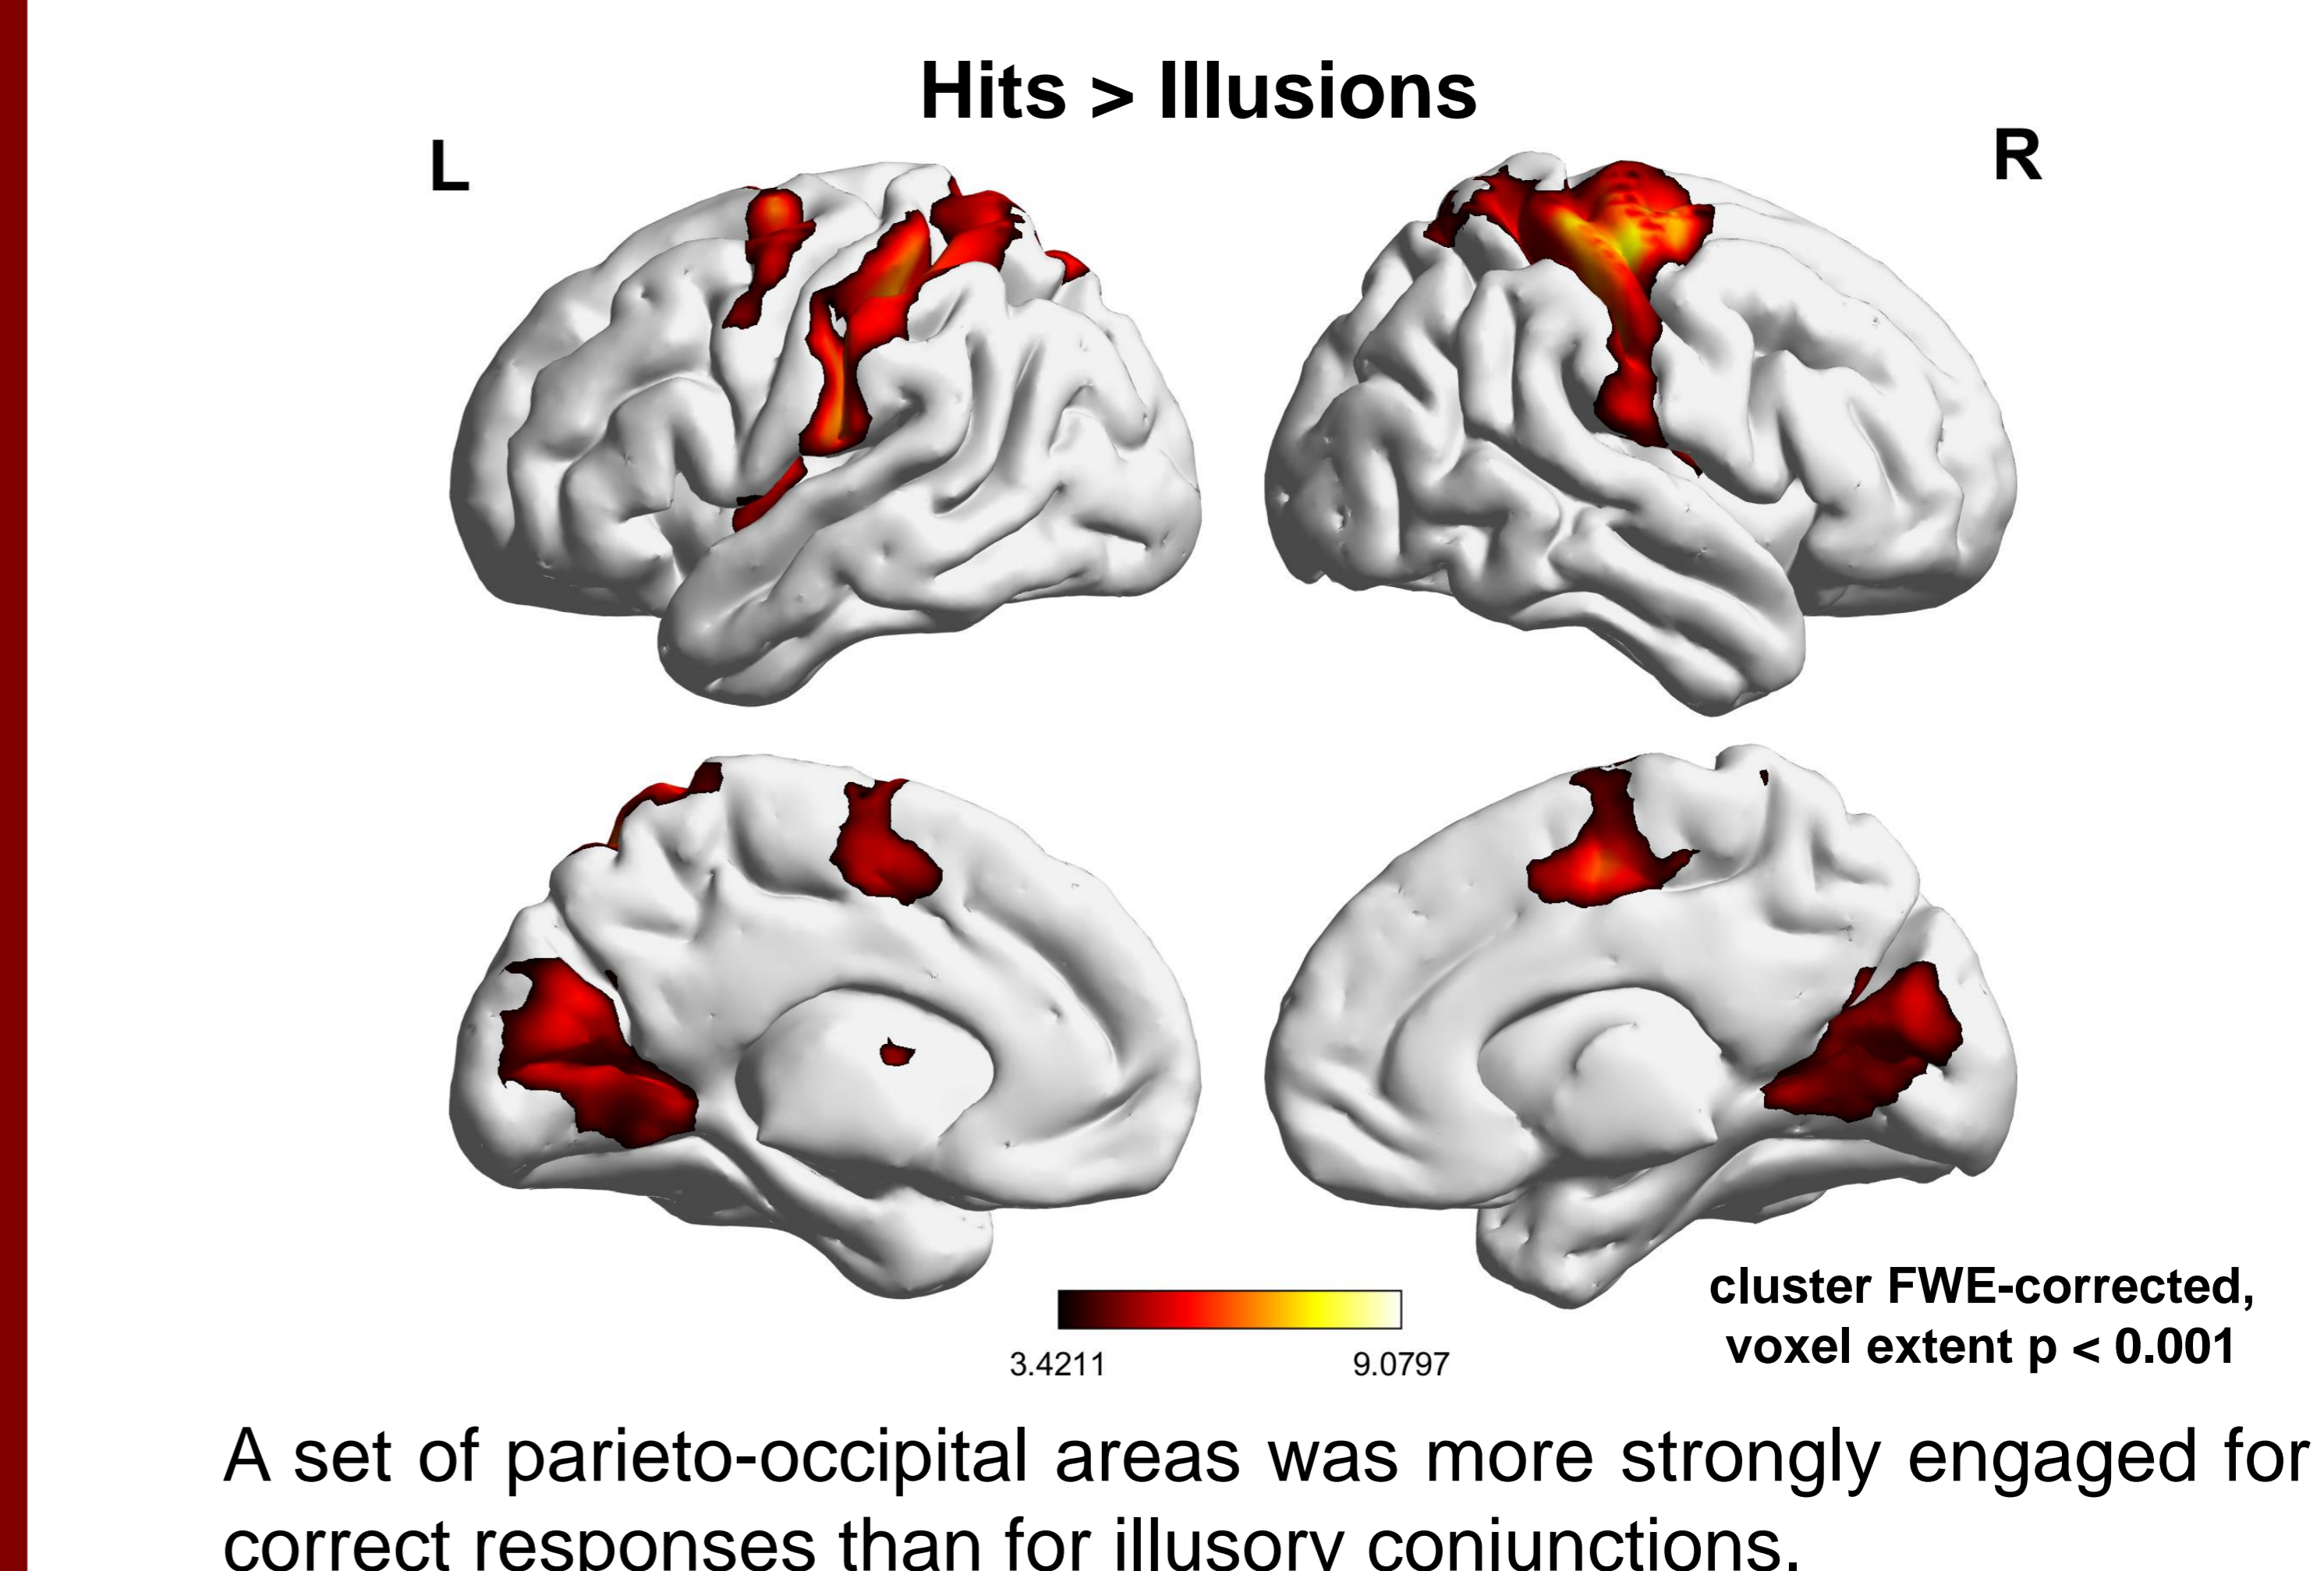 Hits > Illusions
L
R
3.4211
9.0797
cluster FWE-corrected,
voxel extent p < 0.001
A set of parieto-occipital areas was more strongly engaged for
correct responses than for illusory conjunctions.